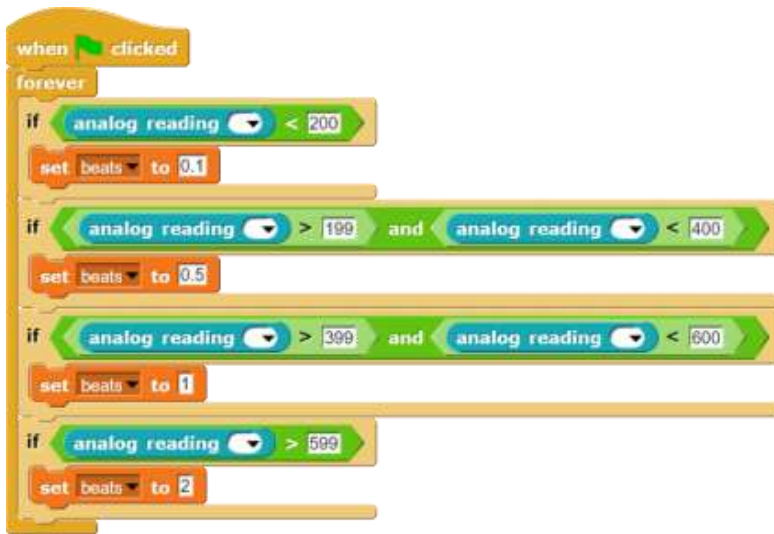 when clicked
forever
if analog reading < 200
set beats to 0.1
if analog reading > 199 and analog reading < 400
set beats to 0.5
if analog reading > 399 and analog reading < 600
set beats to 1
if analog reading > 599
set beats to 2